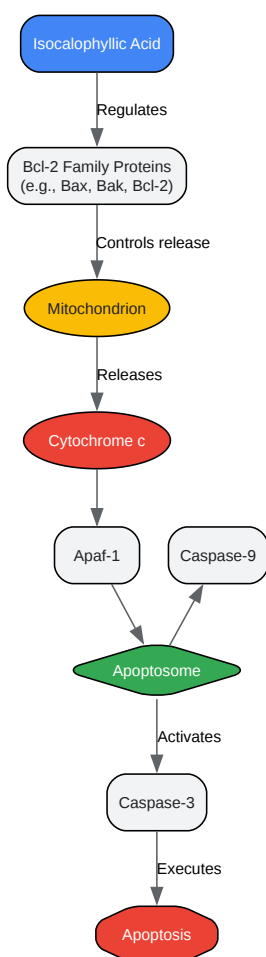 Isocalophyllic Acid
Regulates
Bcl-2 Family Proteins
(e.g., Bax, Bak, Bcl-2)
Controls release
Mitochondrion
Releases
Cytochrome c
Apaf-1
Caspase-9
Apoptosome
Activates
Caspase-3
Executes
Apoptosis